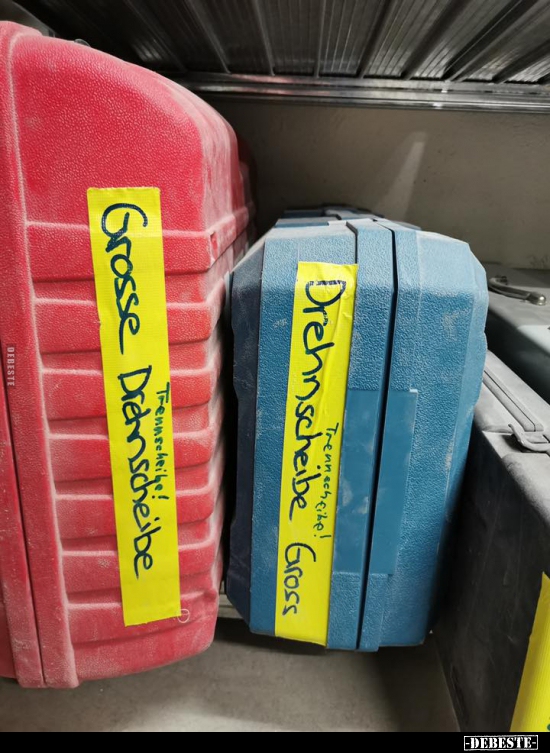 Grosse Drehnscheibe
Trennscheibe!
Drehnscheibe Gross
Trennscheibe!
DEBESTE
-DEBESTE-